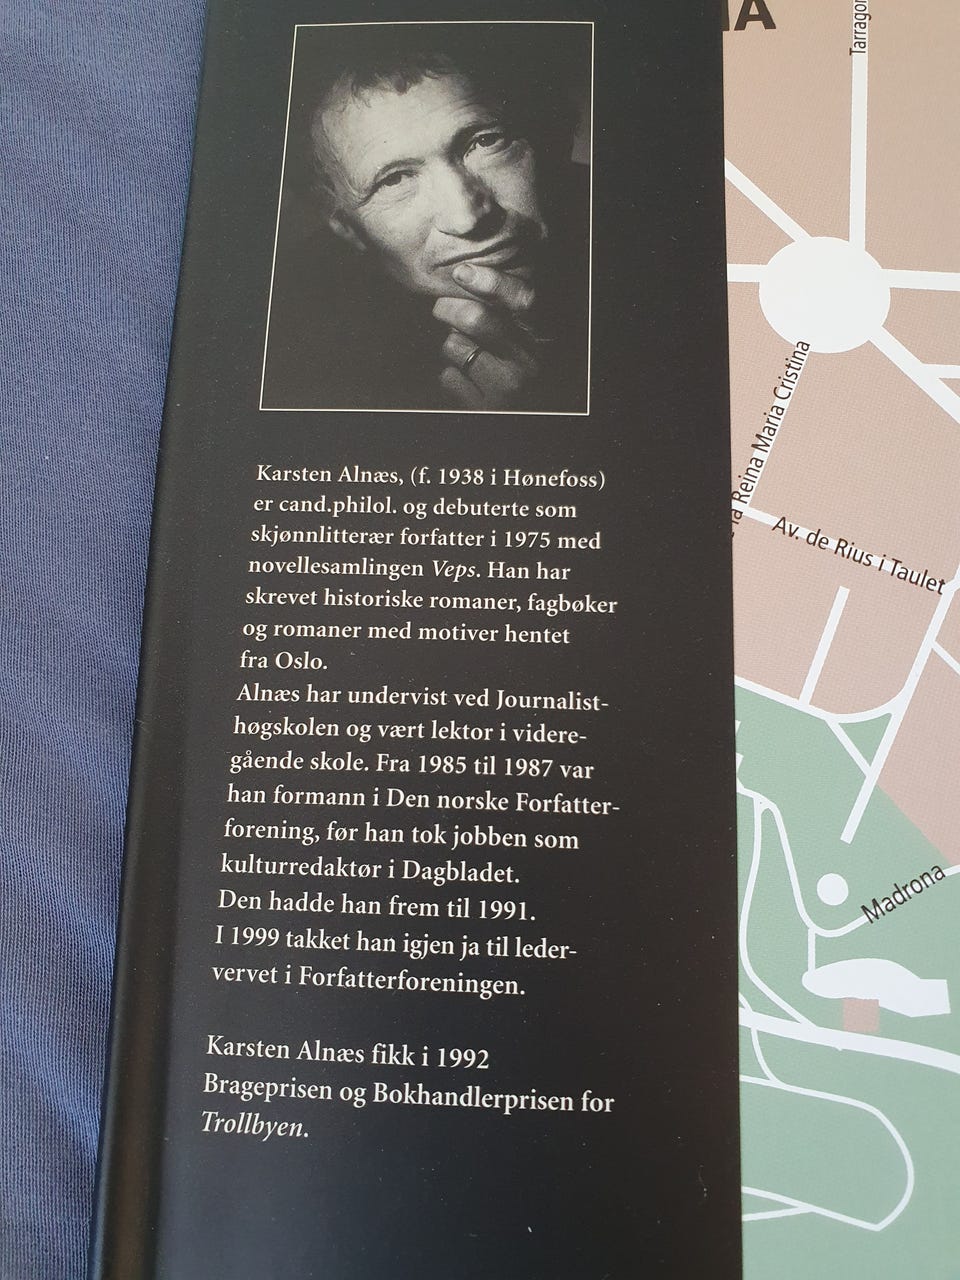 Karsten Alnæs, (f. 1938 i Hønefoss)
er cand.philol. og debuterte som
skjønnlitterær forfatter i 1975 med
novellesamlingen Veps. Han har
skrevet historiske romaner, fagbøker
og romaner med motiver hentet
fra Oslo.
Alnæs har undervist ved Journalist-
høgskolen og vært lektor i videre-
gående skole. Fra 1985 til 1987 var
han formann i Den norske Forfatter-
forening, før han tok jobben som
kulturredaktør i Dagbladet.
Den hadde han frem til 1991.
I 1999 takket han igjen ja til leder-
vervet i Forfatterforeningen.
Karsten Alnæs fikk i 1992
Brageprisen og Bokhandlerprisen for
Trollbyen.
Reina Maria Cristina
Av. de Rius i Taulet
Madrona